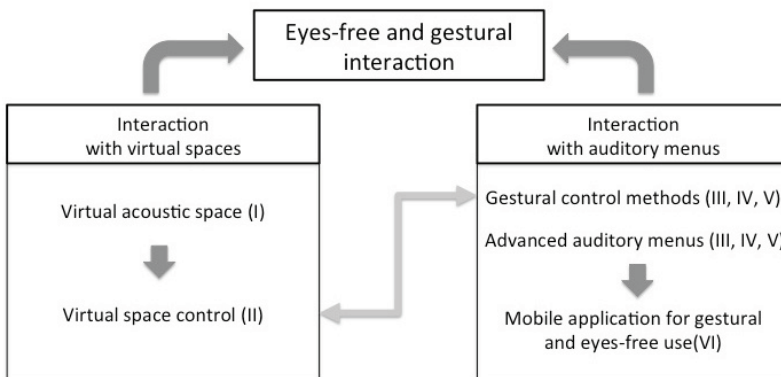 Eyes-free and gestural
interaction
Interaction
with virtual spaces
Virtual acoustic space (I)
Virtual space control (II)
Interaction
with auditory menus
Gestural control methods (III, IV, V)
Advanced auditory menus (III, IV, V)
Mobile application for gestural
and eyes-free use(VI)